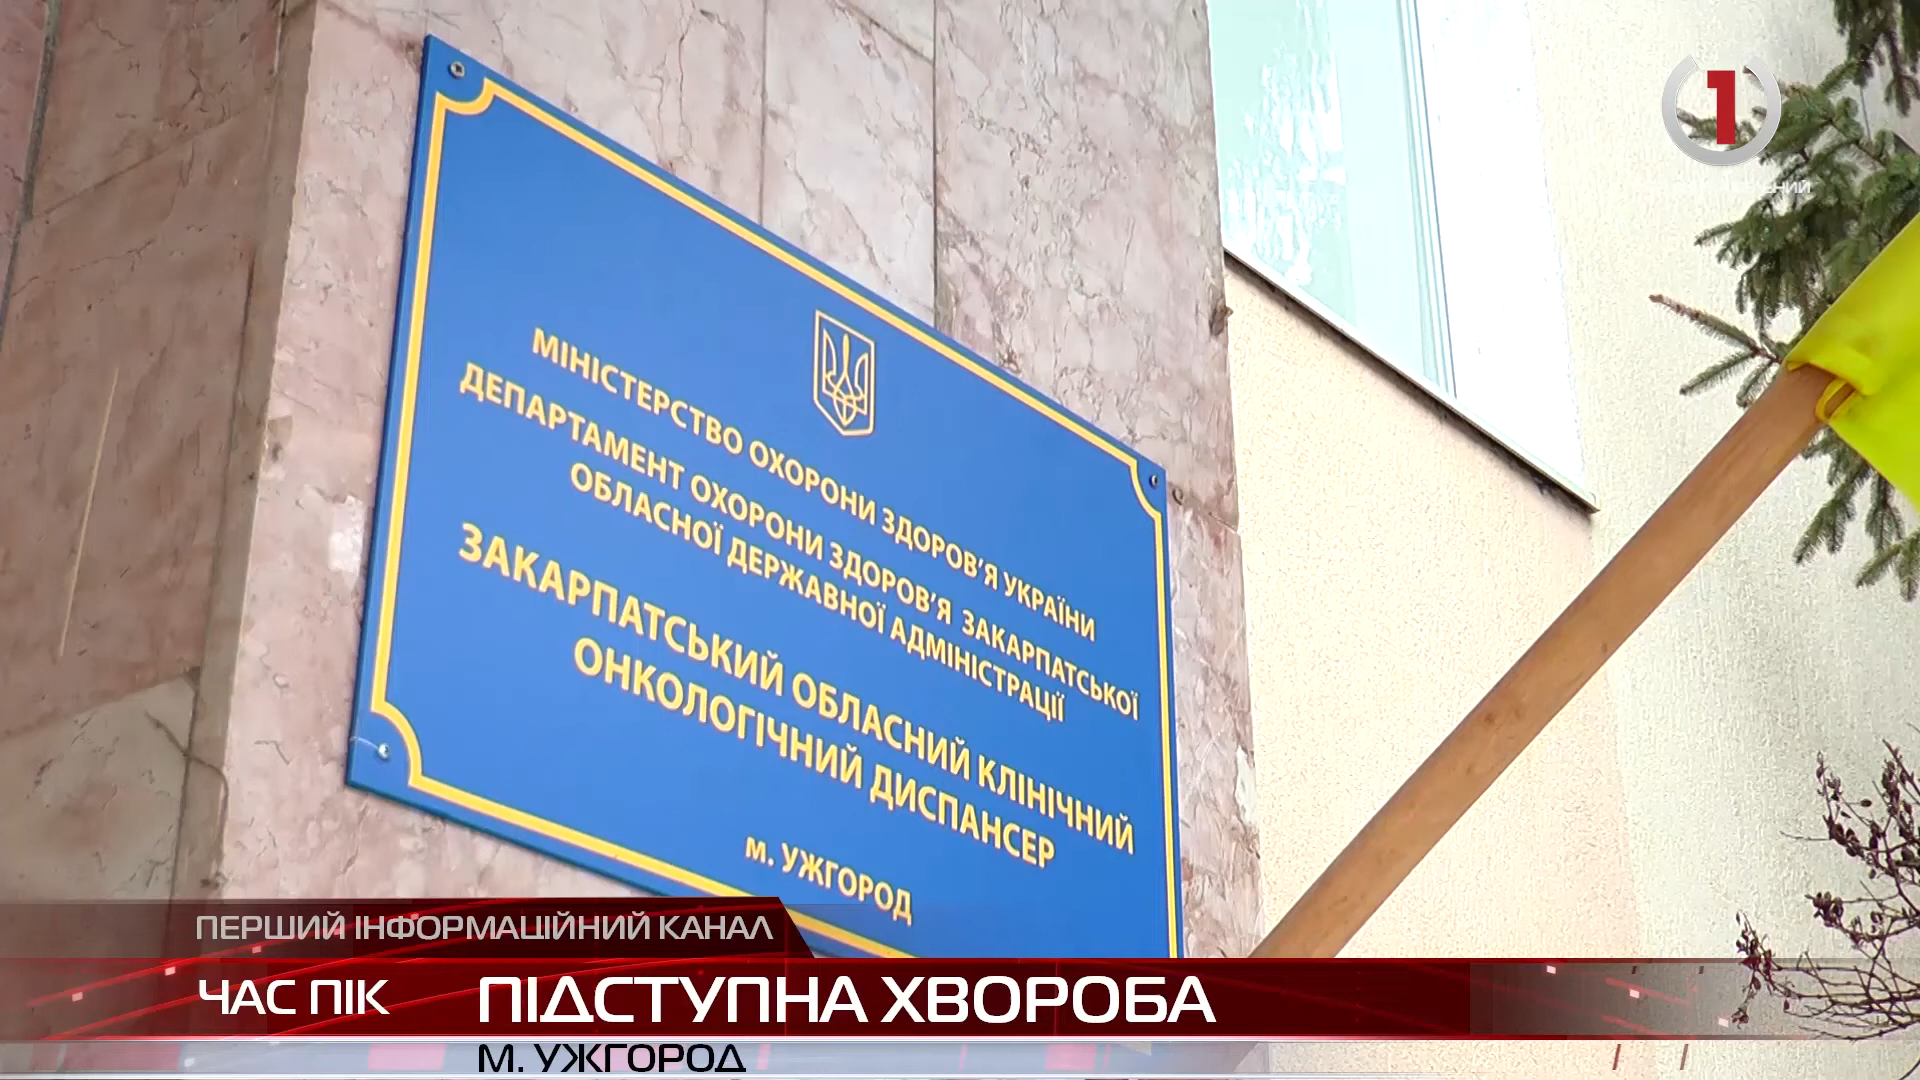 1
МІНІСТЕРСТВО ОХОРОНИ ЗДОРОВ'Я УКРАЇНИ
ДЕПАРТАМЕНТ ОХОРОНИ ЗДОРОВ'Я ЗАКАРПАТСЬКОЇ
ОБЛАСНОЇ ДЕРЖАВНОЇ АДМІНІСТРАЦІЇ
ЗАКАРПАТСЬКИЙ ОБЛАСНИЙ КЛІНІЧНИЙ
ОНКОЛОГІЧНИЙ ДИСПАНСЕР
м. УЖГОРОД
ПЕРШИЙ ІНФОРМАЦІЙНИЙ КАНАЛ
ЧАС ПІК
ПІДСТУПНА ХВОРОБА
М. УЖГОРОД